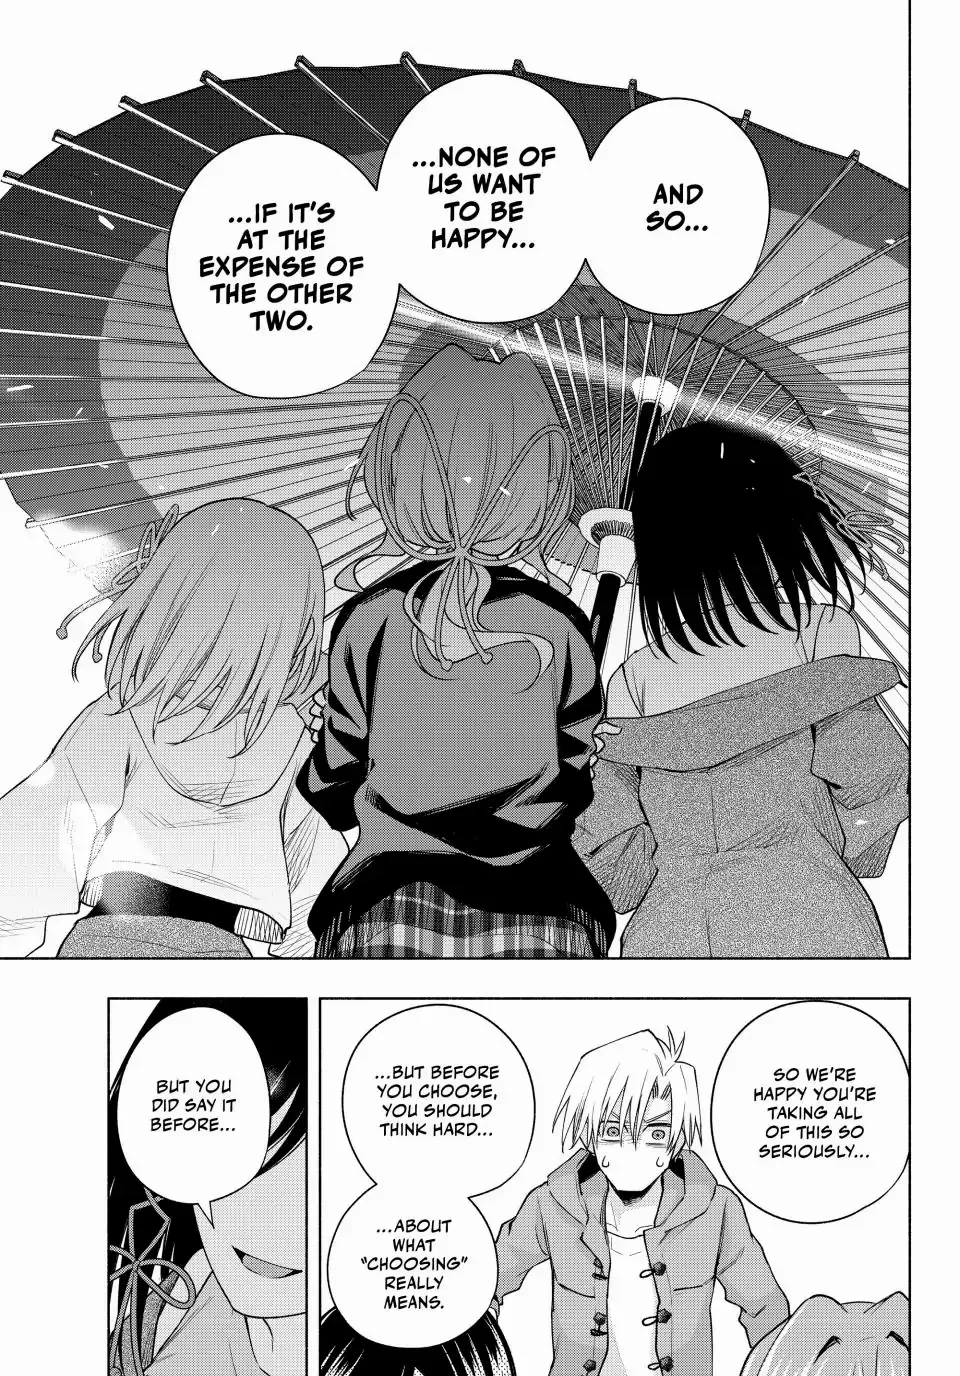 AND
SO...
...NONE OF
US WANT
TO BE
HAPPY...
...IF IT'S
AT THE
EXPENSE OF
THE OTHER
TWO.
SO WE'RE
HAPPY YOU'RE
TAKING ALL
OF THIS SO
SERIOUSLY...
...BUT BEFORE
YOU CHOOSE,
YOU SHOULD
THINK HARD...
...ABOUT
WHAT
"CHOOSING"
REALLY
MEANS.
BUT YOU
DID SAY IT
BEFORE...